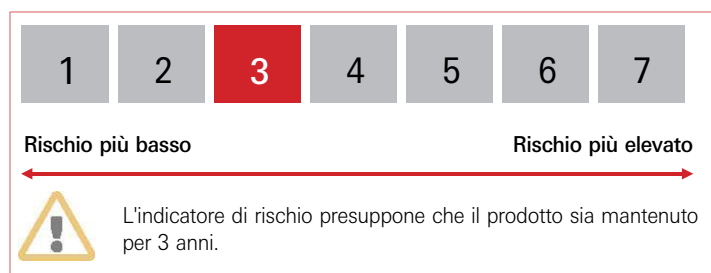 1 2 3 4 5 6 7
Rischio più basso Rischio più elevato
L'indicatore di rischio presuppone che il prodotto sia mantenuto
per 3 anni.